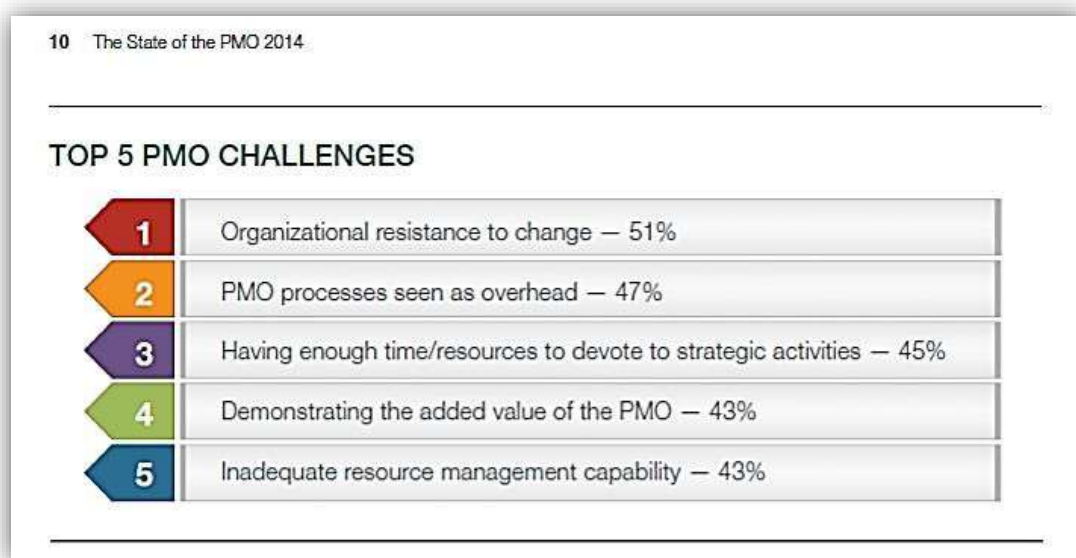 10 The State of the PMO 2014
TOP 5 PMO CHALLENGES
1 Organizational resistance to change — 51%
2 PMO processes seen as overhead — 47%
3 Having enough time/resources to devote to strategic activities — 45%
4 Demonstrating the added value of the PMO — 43%
5 Inadequate resource management capability — 43%